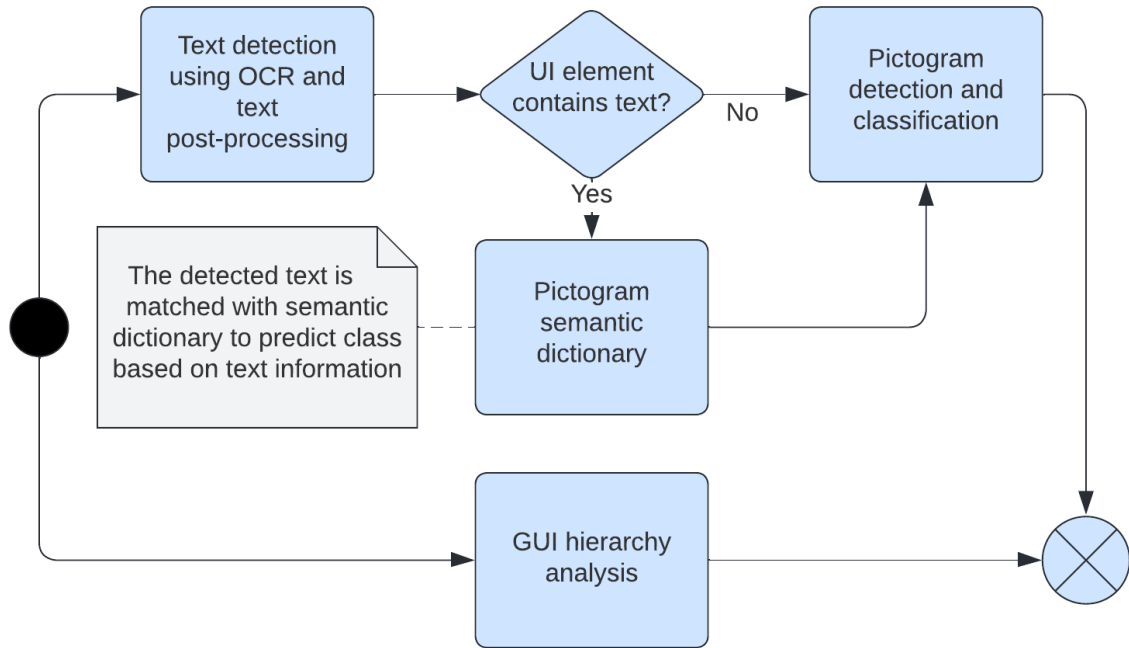 Text detection
using OCR and
text
post-processing
UI element
contains text?
No
Pictogram
detection and
classification
Yes
The detected text is
matched with semantic
dictionary to predict class
based on text information
Pictogram
semantic
dictionary
GUI hierarchy
analysis